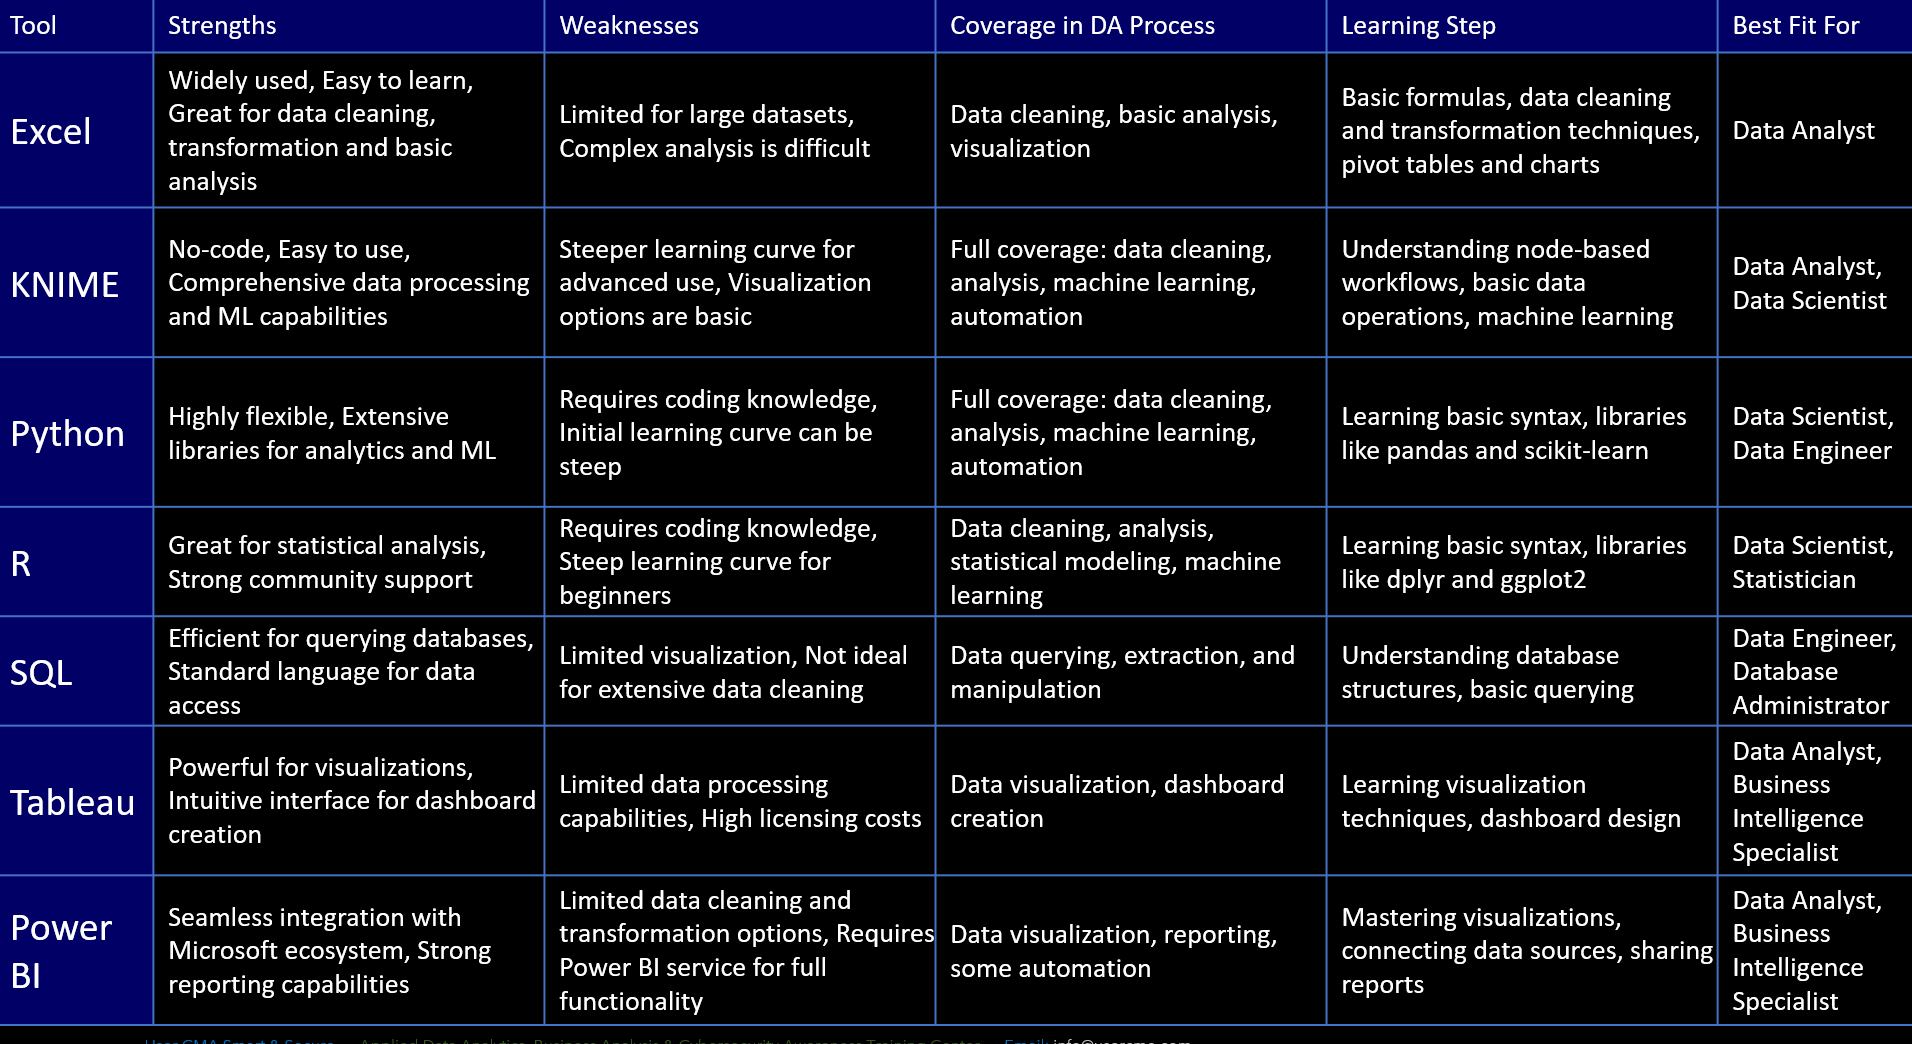 Tool Strengths Weaknesses Coverage in DA Process Learning Step Best Fit For
Excel
Widely used, Easy to learn,
Great for data cleaning,
transformation and basic
analysis
Limited for large datasets,
Complex analysis is difficult
Data cleaning, basic analysis,
visualization
Basic formulas, data cleaning
and transformation techniques,
pivot tables and charts
Data Analyst
KNIME
No-code, Easy to use,
Comprehensive data processing
and ML capabilities
Steeper learning curve for
advanced use, Visualization
options are basic
Full coverage: data cleaning,
analysis, machine learning,
automation
Understanding node-based
workflows, basic data
operations, machine learning
Data Analyst,
Data Scientist
Python
Highly flexible, Extensive
libraries for analytics and ML
Requires coding knowledge,
Initial learning curve can be
steep
Full coverage: data cleaning,
analysis, machine learning,
automation
Learning basic syntax, libraries
like pandas and scikit-learn
Data Scientist,
Data Engineer
R
Great for statistical analysis,
Strong community support
Requires coding knowledge,
Steep learning curve for
beginners
Data cleaning, analysis,
statistical modeling, machine
learning
Learning basic syntax, libraries
like dplyr and ggplot2
Data Scientist,
Statistician
SQL
Efficient for querying databases,
Standard language for data
access
Limited visualization, Not ideal
for extensive data cleaning
Data querying, extraction, and
manipulation
Understanding database
structures, basic querying
Data Engineer,
Database
Administrator
Tableau
Powerful for visualizations,
Intuitive interface for dashboard
creation
Limited data processing
capabilities, High licensing costs
Data visualization, dashboard
creation
Learning visualization
techniques, dashboard design
Data Analyst,
Business
Intelligence
Specialist
Power
BI
Seamless integration with
Microsoft ecosystem, Strong
reporting capabilities
Limited data cleaning and
transformation options, Requires
Power BI service for full
functionality
Data visualization, reporting,
some automation
Mastering visualizations,
connecting data sources, sharing
reports
Data Analyst,
Business
Intelligence
Specialist